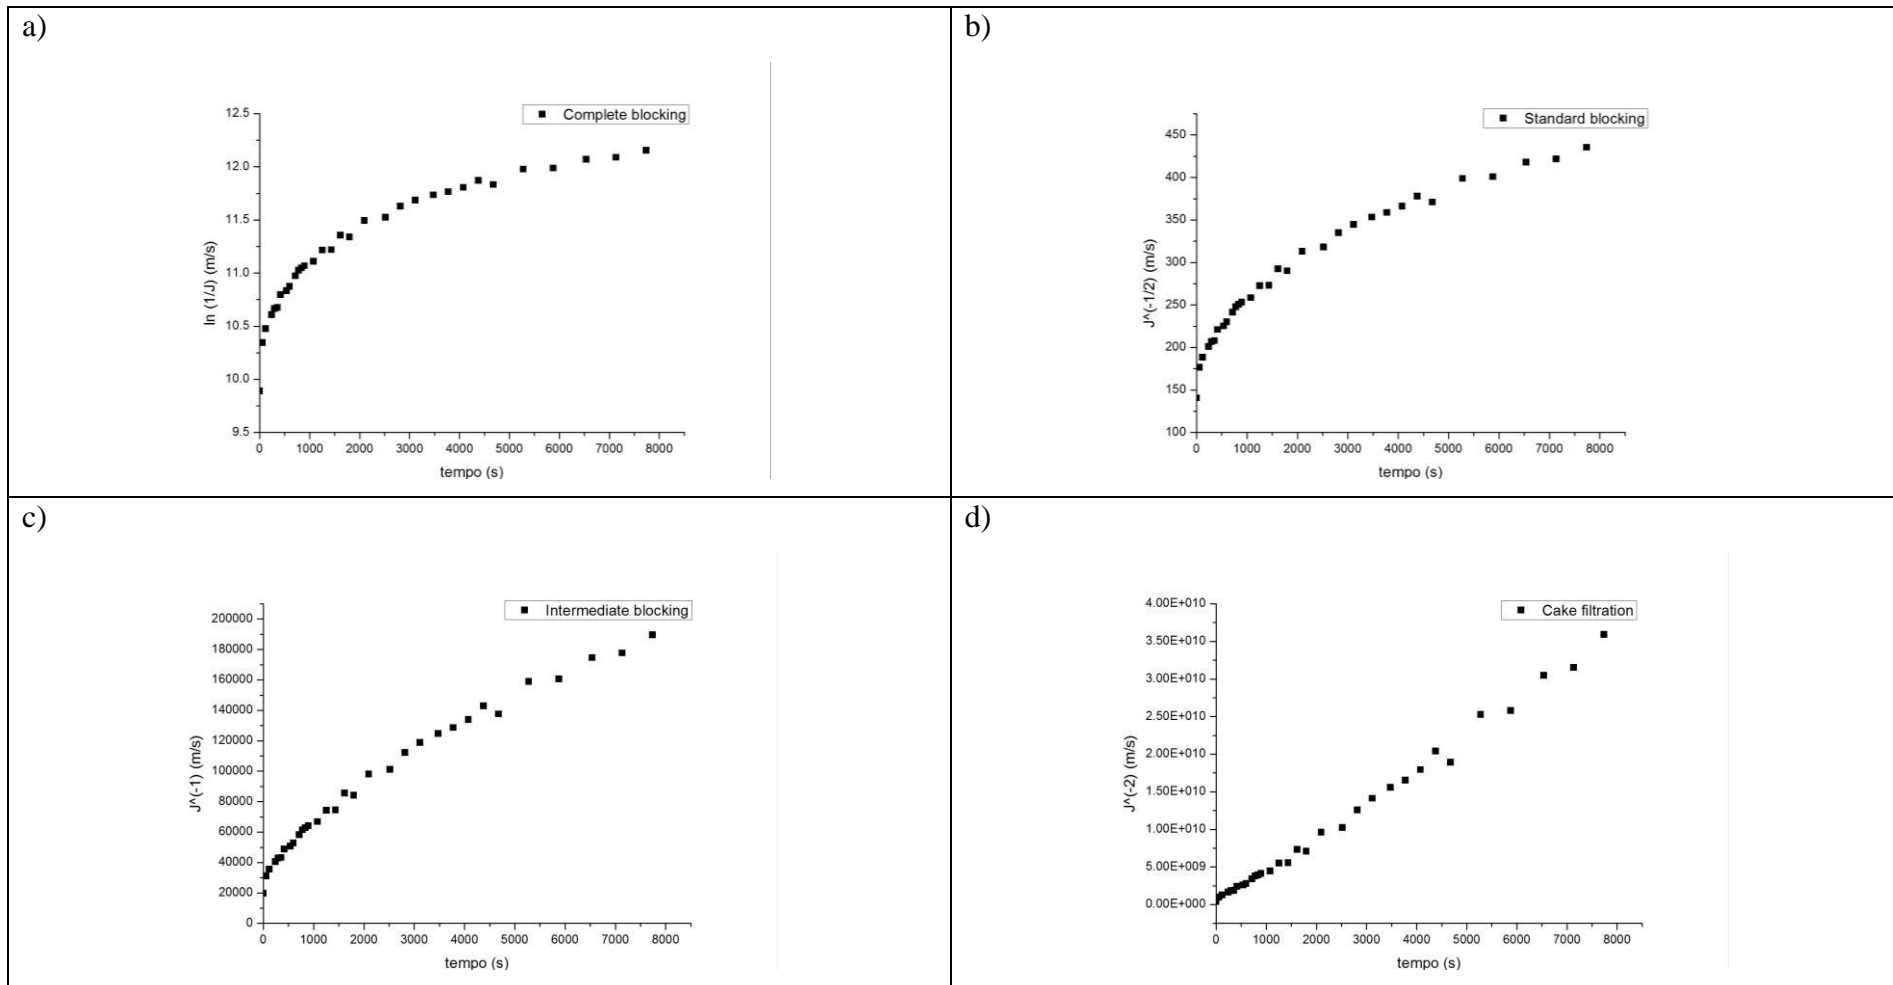 a)
Complete blocking
12.5
12.0
11.5
11.0
10.5
10.0
9.5
ln (1/J) (m/s)
0 1000 2000 3000 4000 5000 6000 7000 8000
tempo (s)
b)
Standard blocking
450
400
350
300
250
200
150
100
J^(-1/2) (m/s)
0 1000 2000 3000 4000 5000 6000 7000 8000
tempo (s)
c)
Intermediate blocking
200000
180000
160000
140000
120000
100000
80000
60000
40000
20000
0
J^(-1) (m/s)
0 1000 2000 3000 4000 5000 6000 7000 8000
tempo (s)
d)
Cake filtration
4.00E+010
3.50E+010
3.00E+010
2.50E+010
2.00E+010
1.50E+010
1.00E+010
5.00E+009
0.00E+000
J^(-2) (m/s)
0 1000 2000 3000 4000 5000 6000 7000 8000
tempo (s)